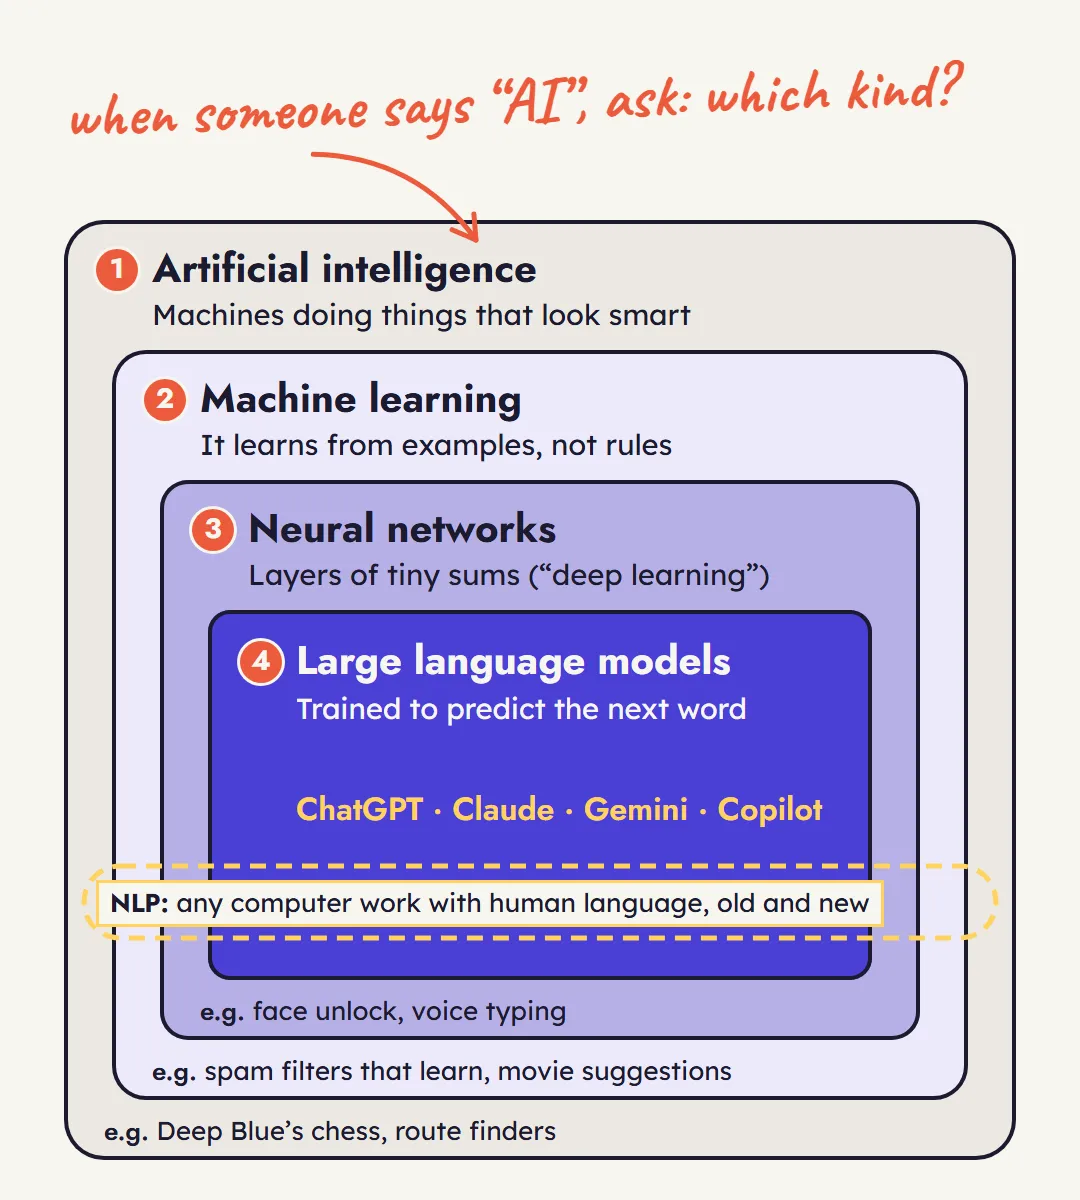 when someone says “AI”, ask: which kind?
1 Artificial intelligence
Machines doing things that look smart
2 Machine learning
It learns from examples, not rules
3 Neural networks
Layers of tiny sums (“deep learning”)
4 Large language models
Trained to predict the next word
ChatGPT · Claude · Gemini · Copilot
NLP: any computer work with human language, old and new
e.g. face unlock, voice typing
e.g. spam filters that learn, movie suggestions
e.g. Deep Blue’s chess, route finders